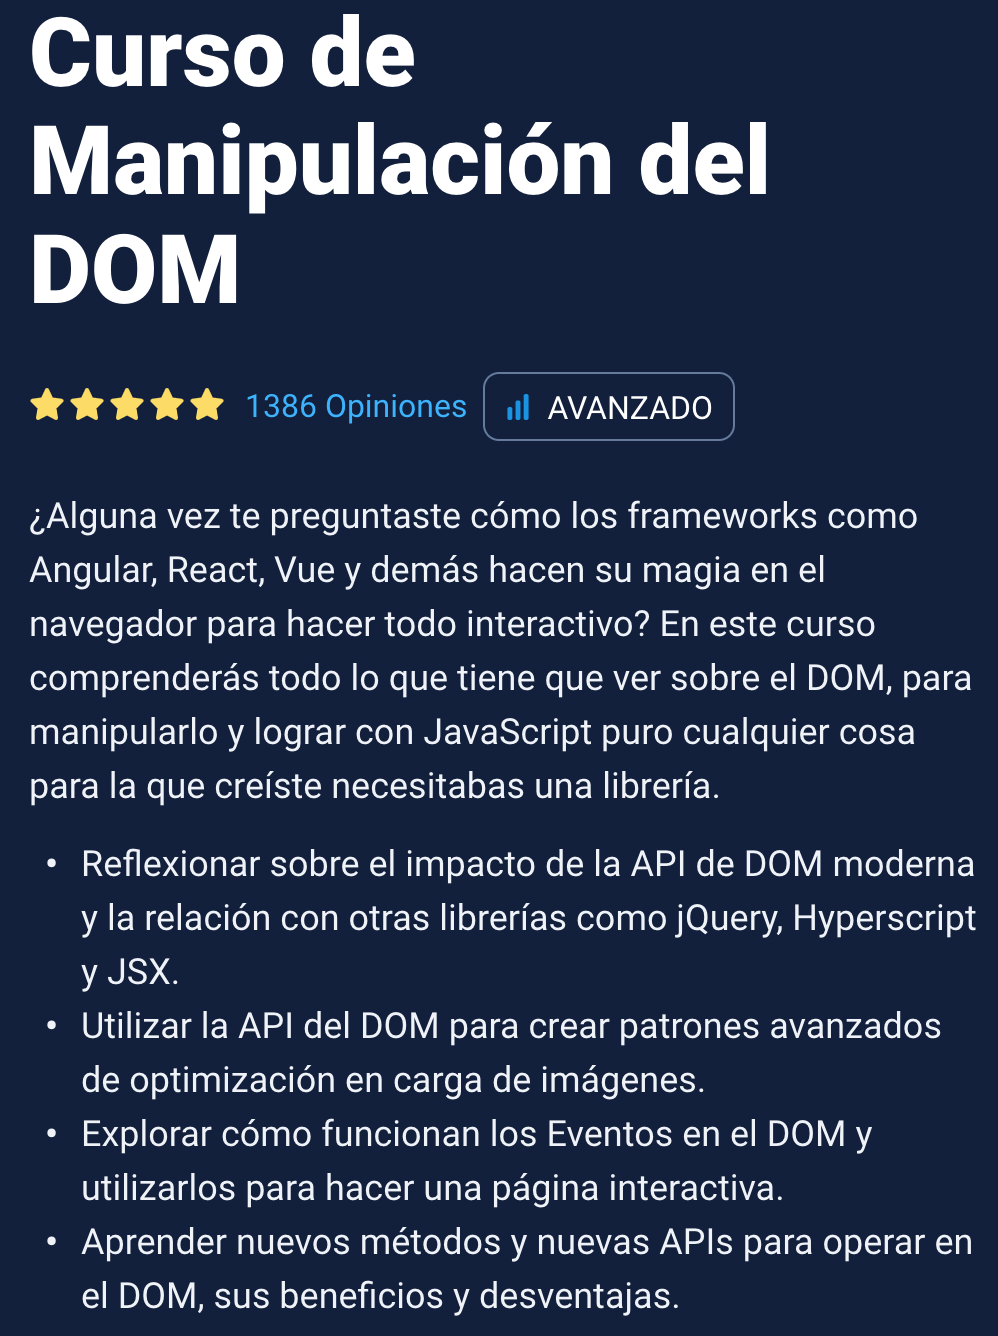 Curso de
Manipulación del
DOM
1386 Opiniones AVANZADO
¿Alguna vez te preguntaste cómo los frameworks como
Angular, React, Vue y demás hacen su magia en el
navegador para hacer todo interactivo? En este curso
comprenderás todo lo que tiene que ver sobre el DOM, para
manipularlo y lograr con JavaScript puro cualquier cosa
para la que creíste necesitabas una librería.
• Reflexionar sobre el impacto de la API de DOM moderna
y la relación con otras librerías como jQuery, Hyperscript
y JSX.
• Utilizar la API del DOM para crear patrones avanzados
de optimización en carga de imágenes.
• Explorar cómo funcionan los Eventos en el DOM y
utilizarlos para hacer una página interactiva.
• Aprender nuevos métodos y nuevas APIs para operar en
el DOM, sus beneficios y desventajas.